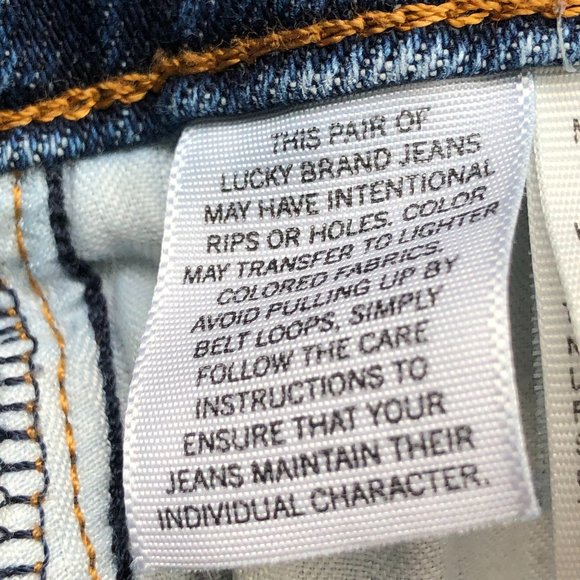 THIS PAIR OF
LUCKY BRAND JEANS
MAY HAVE INTENTIONAL
RIPS OR HOLES. COLOR
MAY TRANSFER TO LIGHTER
COLORED FABRICS.
AVOID PULLING UP BY
BELT LOOPS, SIMPLY
FOLLOW THE CARE
INSTRUCTIONS TO
ENSURE THAT YOUR
JEANS MAINTAIN THEIR
INDIVIDUAL CHARACTER.